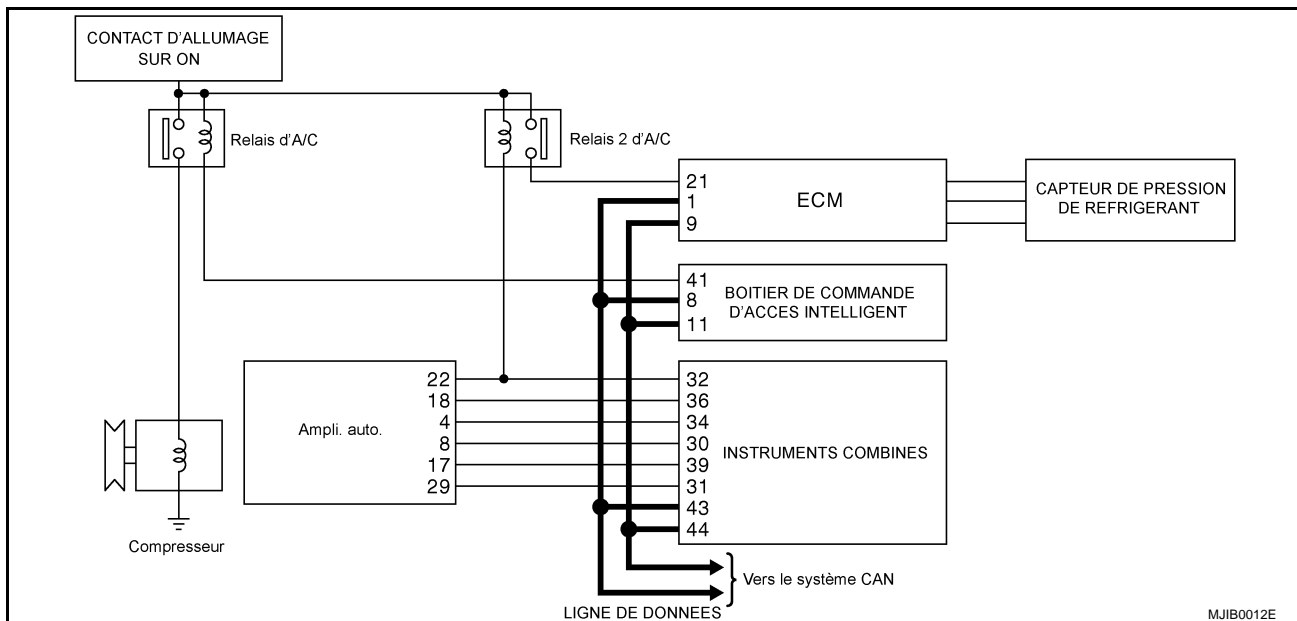 CONTACT D'ALLUMAGE
SUR ON
Relais d'A/C
Relais 2 d'A/C
21
1
9
ECM
CAPTEUR DE PRESSION
DE REFRIGERANT
41
8
11
BOITIER DE COMMANDE
D'ACCES INTELLIGENT
Ampli. auto.
22
18
4
8
17
29
32
36
34
30
39
31
43
44
INSTRUMENTS COMBINES
Compresseur
Vers le système CAN
LIGNE DE DONNEES
MJIB0012E